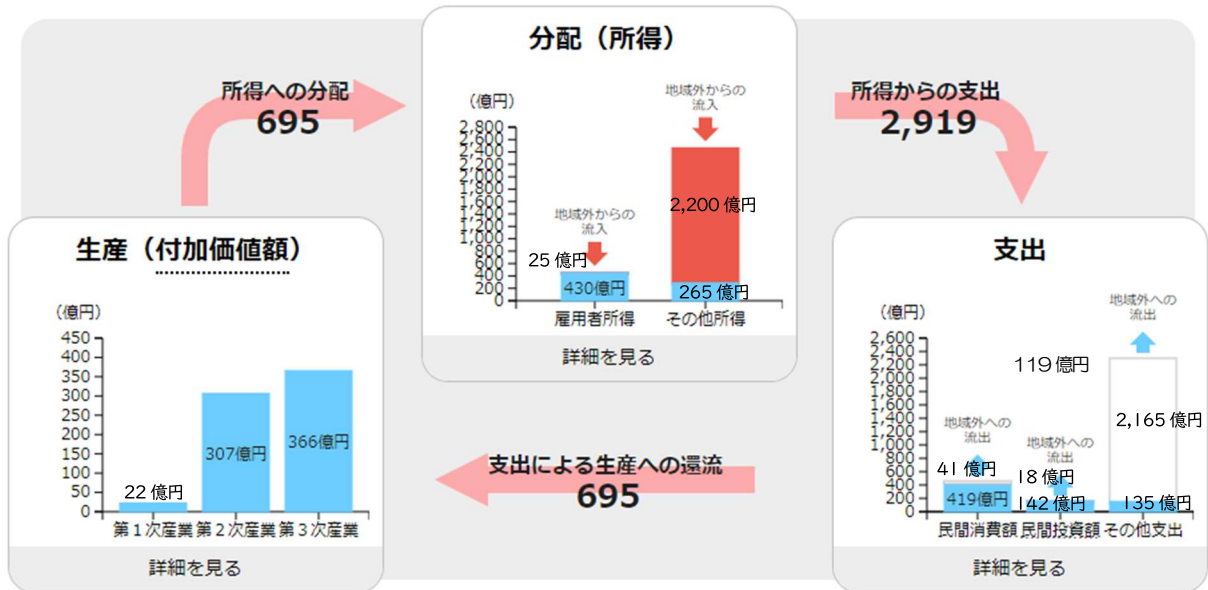 分配（所得）
所得への分配
695
所得からの支出
2,919
（億円）
2,800
2,600
2,400
2,200
2,000
1,800
1,600
1,400
1,200
1,000
800
600
400
200
0
地域外からの
流入
2,200 億円
265 億円
地域外からの
流入
25 億円
430億円
雇用者所得
その他所得
詳細を見る
生産（付加価値額）
（億円）
450
400
350
300
250
200
150
100
50
0
22 億円
307億円
366億円
第１次産業
第２次産業
第３次産業
詳細を見る
支出による生産への還流
695
支出
（億円）
2,600
2,400
2,200
2,000
1,800
1,600
1,400
1,200
1,000
800
600
400
200
0
地域外への
流出
119億円
2,165 億円
135億円
地域外への
流出
41 億円
419億円
地域外への
流出
18億円
142億円
民間消費額
民間投資額
その他支出
詳細を見る